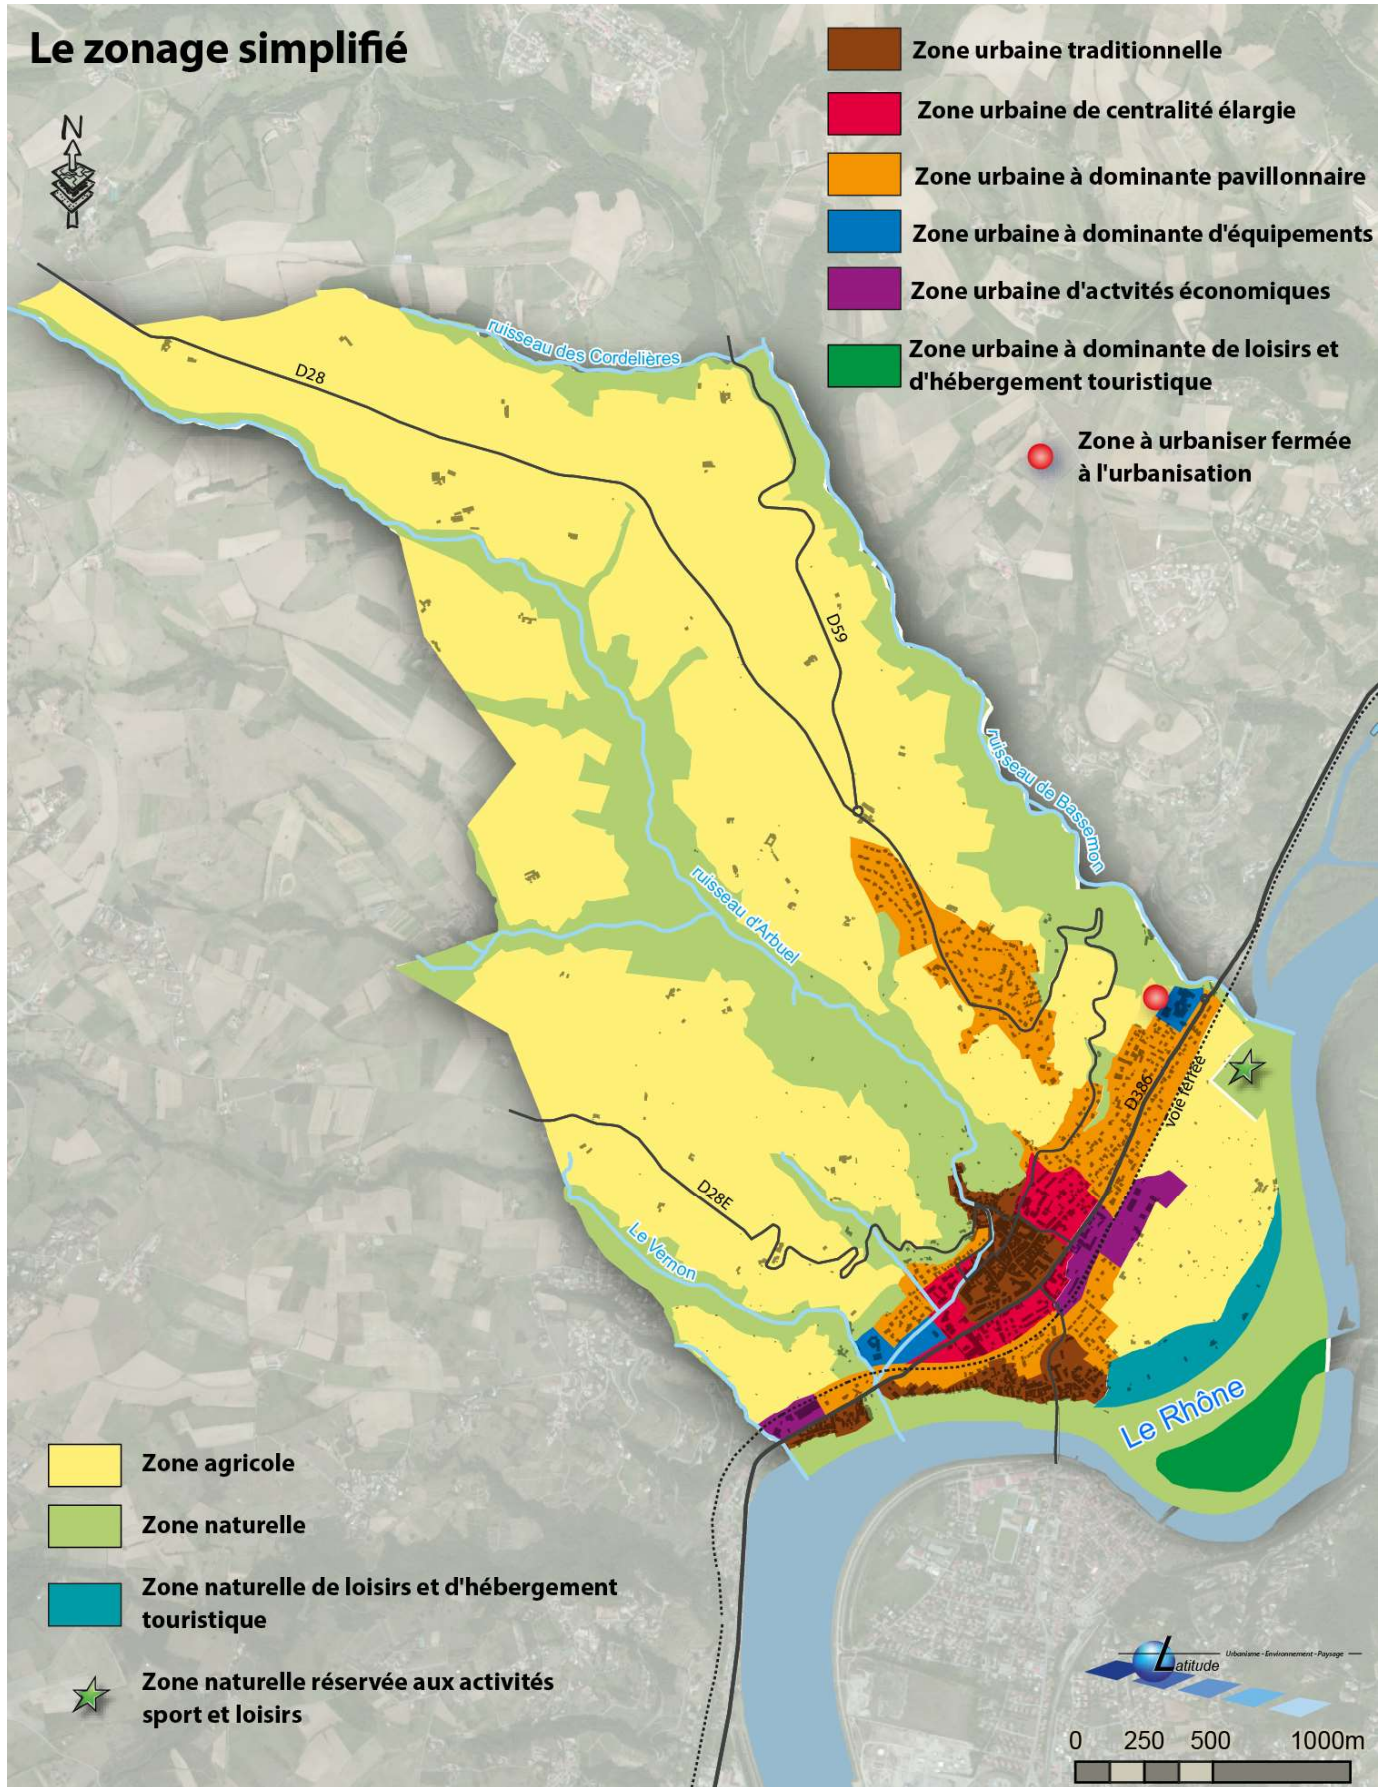 Le zonage simplifié
N
Zone urbaine traditionnelle
Zone urbaine de centralité élargie
Zone urbaine à dominante pavillonnaire
Zone urbaine à dominante d'équipements
Zone urbaine d'actvités économiques
Zone urbaine à dominante de loisirs et
d'hébergement touristique
Zone à urbaniser fermée
à l'urbanisation
ruisseau des Cordelières
D28
D59
ruisseau de Bassemon
ruisseau d'Arbuel
D386
voie ferrée
D28E
Le Vernon
Le Rhône
Zone agricole
Zone naturelle
Zone naturelle de loisirs et d'hébergement
touristique
Zone naturelle réservée aux activités
sport et loisirs
Latitude
Urbanisme - Environnement - Paysage
0 250 500 1000m